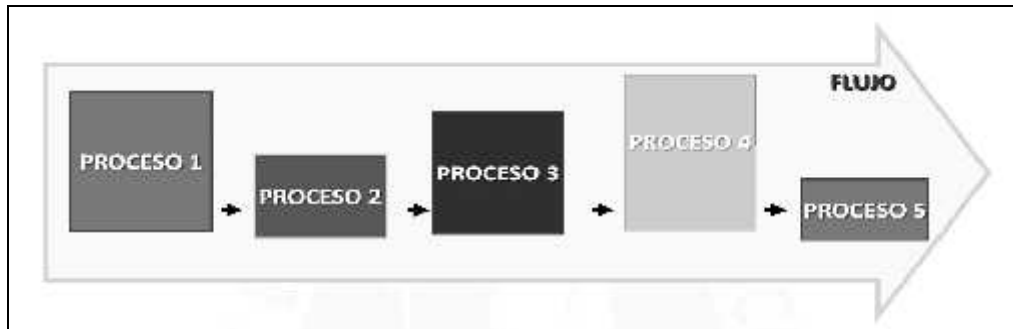 FLUJO
PROCESO 1
PROCESO 2
PROCESO 3
PROCESO 4
PROCESO 5